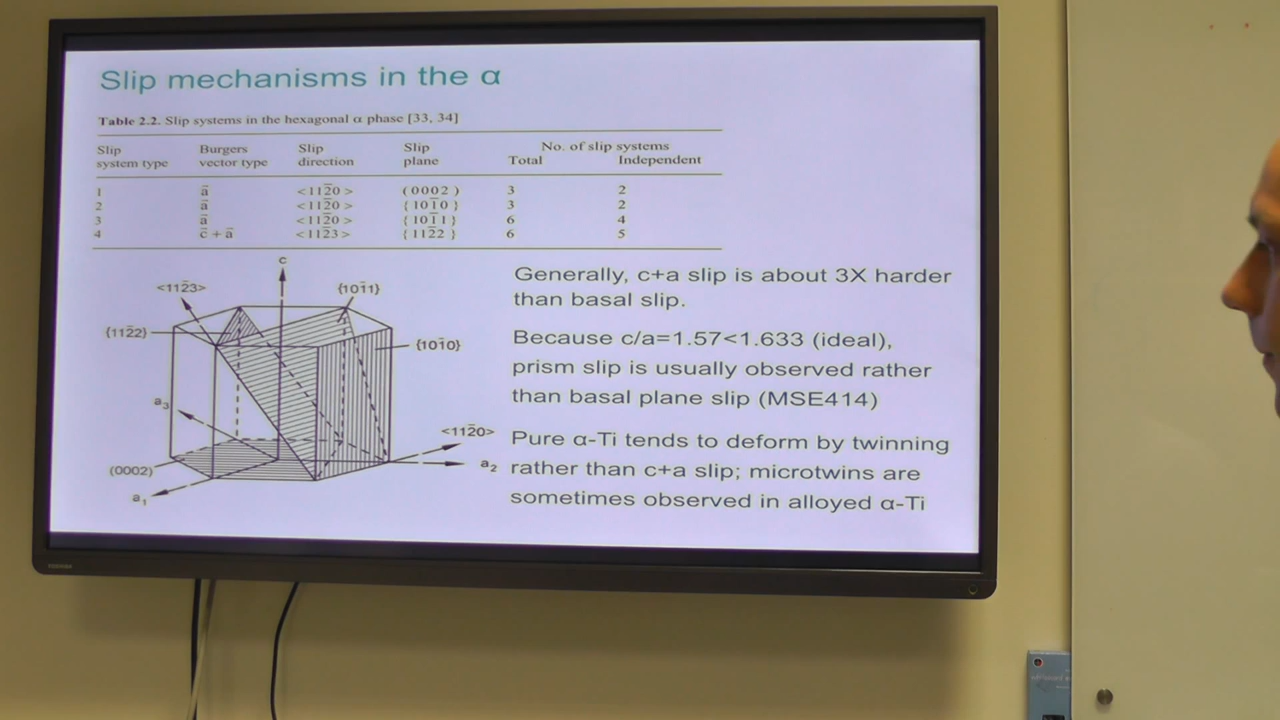 Slip mechanisms in the α
Table 2.2. Slip systems in the hexagonal α phase [33, 34]
Slip Burgers Slip Slip No. of slip systems
system type vector type direction plane Total Independent
1 a̅ <112̅0> (0002) 3 2
2 a̅ <112̅0> {101̅0} 3 2
3 a̅ <112̅0> {101̅1} 6 4
4 c̅ + a̅ <112̅3> {112̅2} 6 5
c
<112̅3>
{101̅1}
{112̅2}
{101̅0}
a3
<112̅0>
a2
(0002)
a1
Generally, c+a slip is about 3X harder
than basal slip.
Because c/a=1.57<1.633 (ideal),
prism slip is usually observed rather
than basal plane slip (MSE414)
Pure α-Ti tends to deform by twinning
rather than c+a slip; microtwins are
sometimes observed in alloyed α-Ti
TOSHIBA